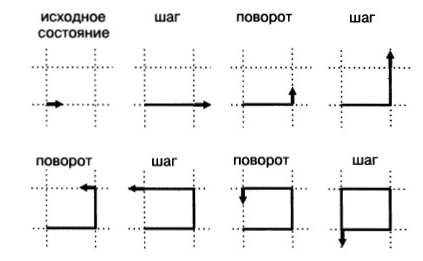 исходное
состояние
шаг
поворот
шаг
поворот
шаг
поворот
шаг